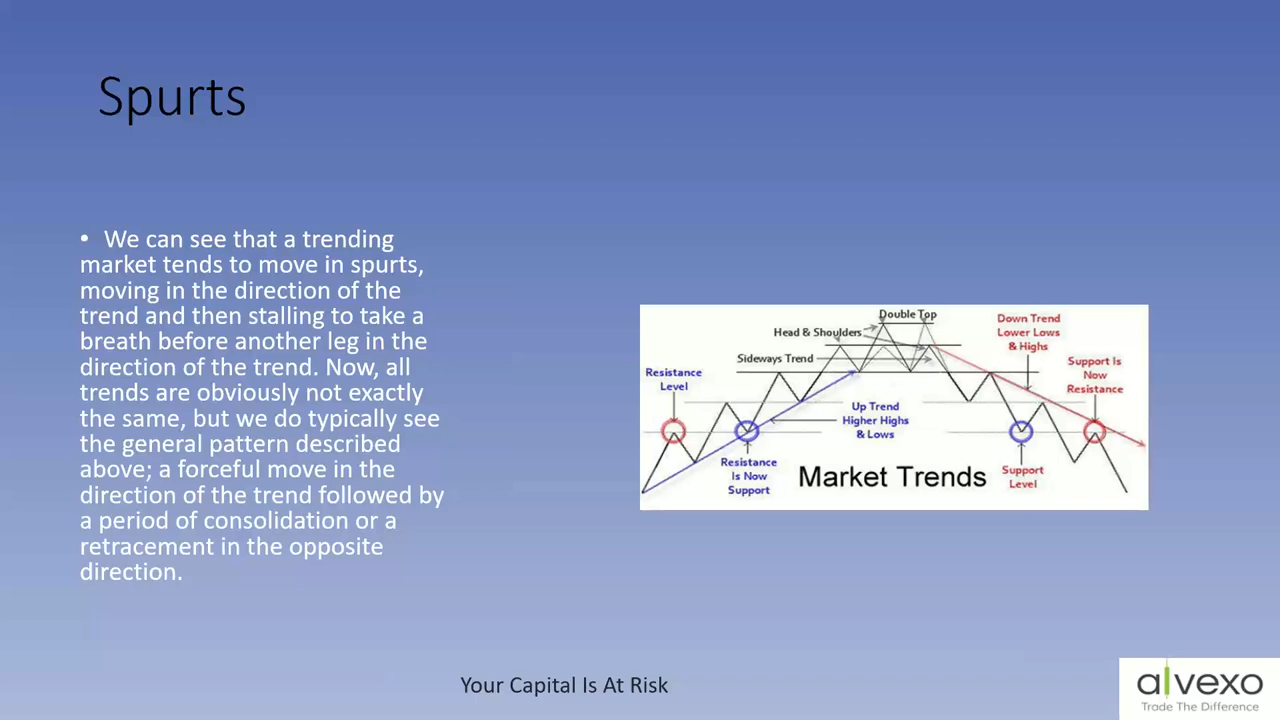 Spurts
• We can see that a trending
market tends to move in spurts,
moving in the direction of the
trend and then stalling to take a
breath before another leg in the
direction of the trend. Now, all
trends are obviously not exactly
the same, but we do typically see
the general pattern described
above; a forceful move in the
direction of the trend followed by
a period of consolidation or a
retracement in the opposite
direction.
Double Top
Head & Shoulders
Sideways Trend
Resistance
Level
Up Trend
Higher Highs
& Lows
Resistance
Is Now
Support
Market Trends
Down Trend
Lower Lows
& Highs
Support Is
Now
Resistance
Support
Level
Your Capital Is At Risk
alvexo
Trade The Difference